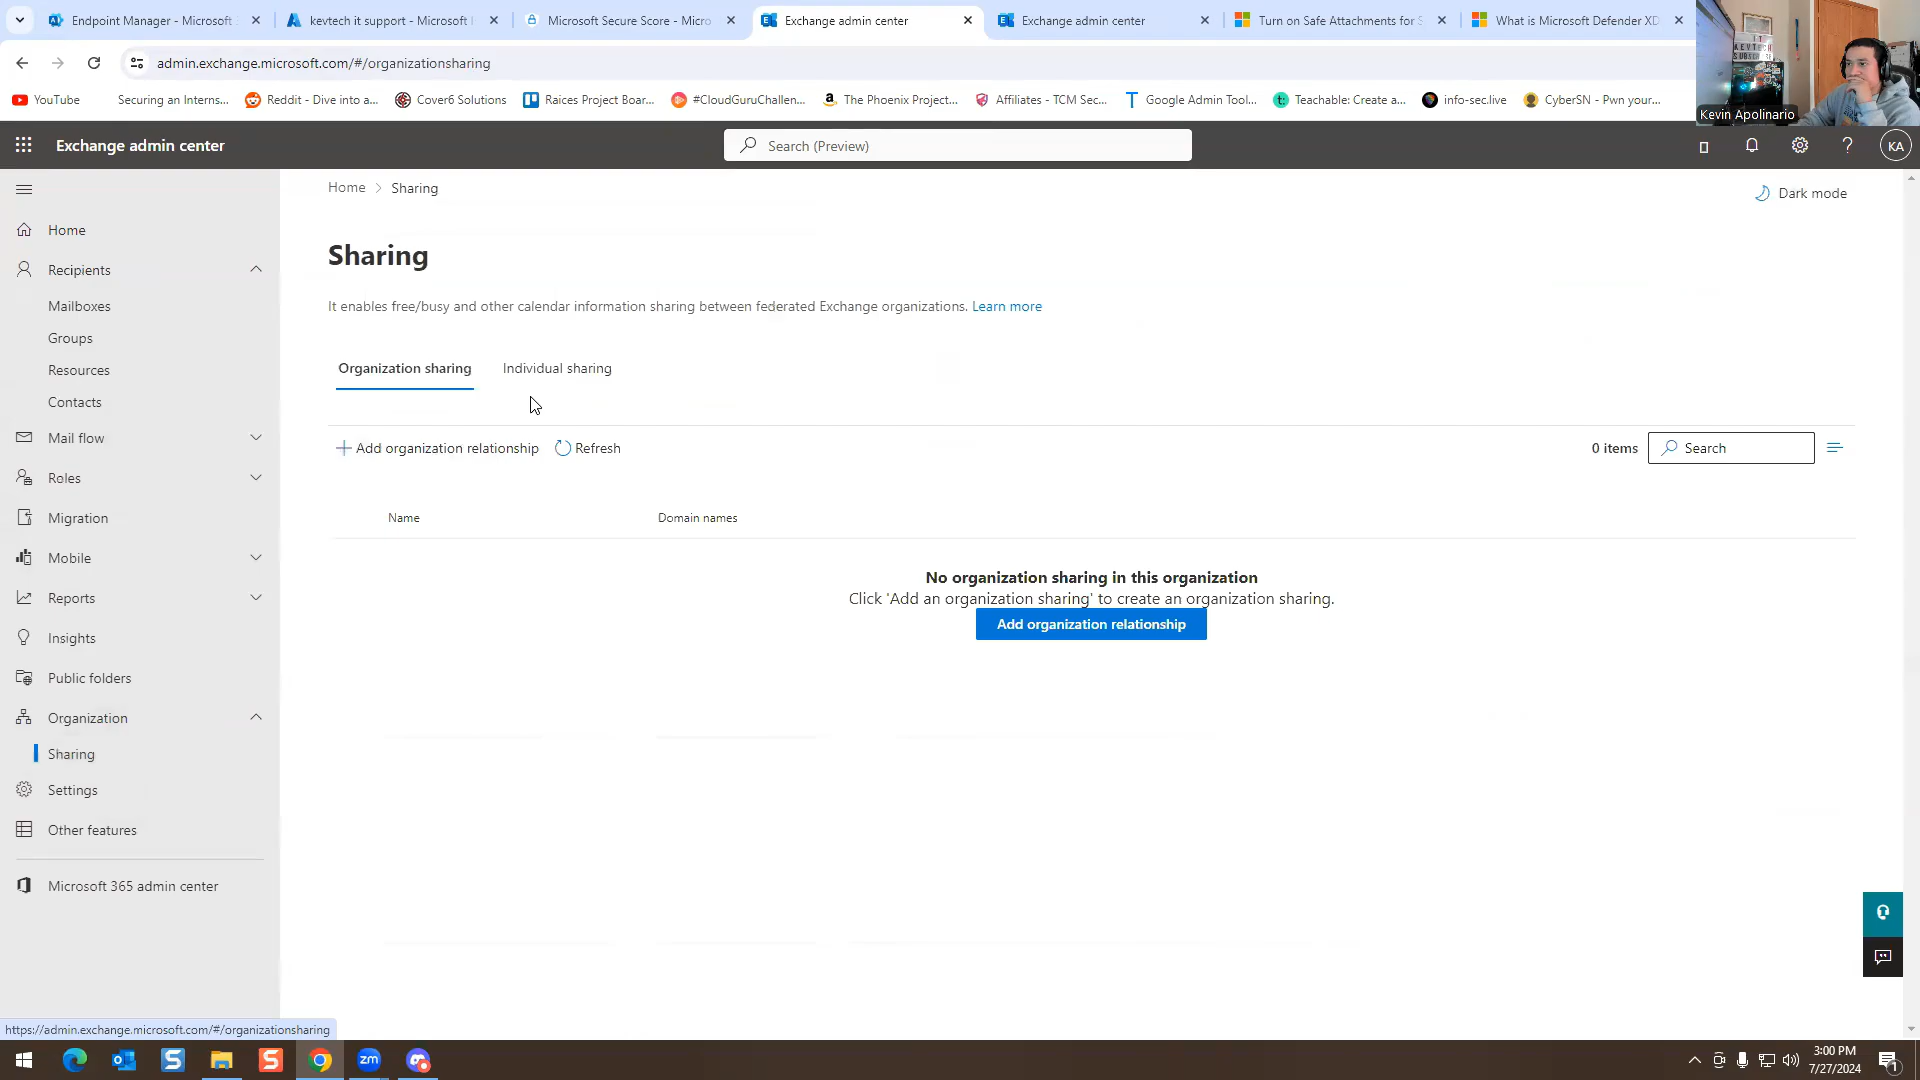 Endpoint Manager - Microsoft
kevtech it support - Microsoft
Microsoft Secure Score - Micro
Exchange admin center
Exchange admin center
Turn on Safe Attachments for
What is Microsoft Defender XD
admin.exchange.microsoft.com/#/organizationsharing
YouTube
Securing an Interns...
Reddit - Dive into a...
Cover6 Solutions
Raices Project Boar...
#CloudGuruChallen...
The Phoenix Project...
Affiliates - TCM Sec...
Google Admin Tool...
Teachable: Create a...
info-sec.live
CyberSN - Pwn your...
Kevin Apolinario
Exchange admin center
Search (Preview)
KA
Home > Sharing
Dark mode
Home
Recipients
Mailboxes
Groups
Resources
Contacts
Mail flow
Roles
Migration
Mobile
Reports
Insights
Public folders
Organization
Sharing
Settings
Other features
Microsoft 365 admin center
Sharing
It enables free/busy and other calendar information sharing between federated Exchange organizations. Learn more
Organization sharing
Individual sharing
Add organization relationship
Refresh
0 items
Search
Name
Domain names
No organization sharing in this organization
Click 'Add an organization sharing' to create an organization sharing.
Add organization relationship
https://admin.exchange.microsoft.com/#/organizationsharing
zm
3:00 PM
7/27/2024
1